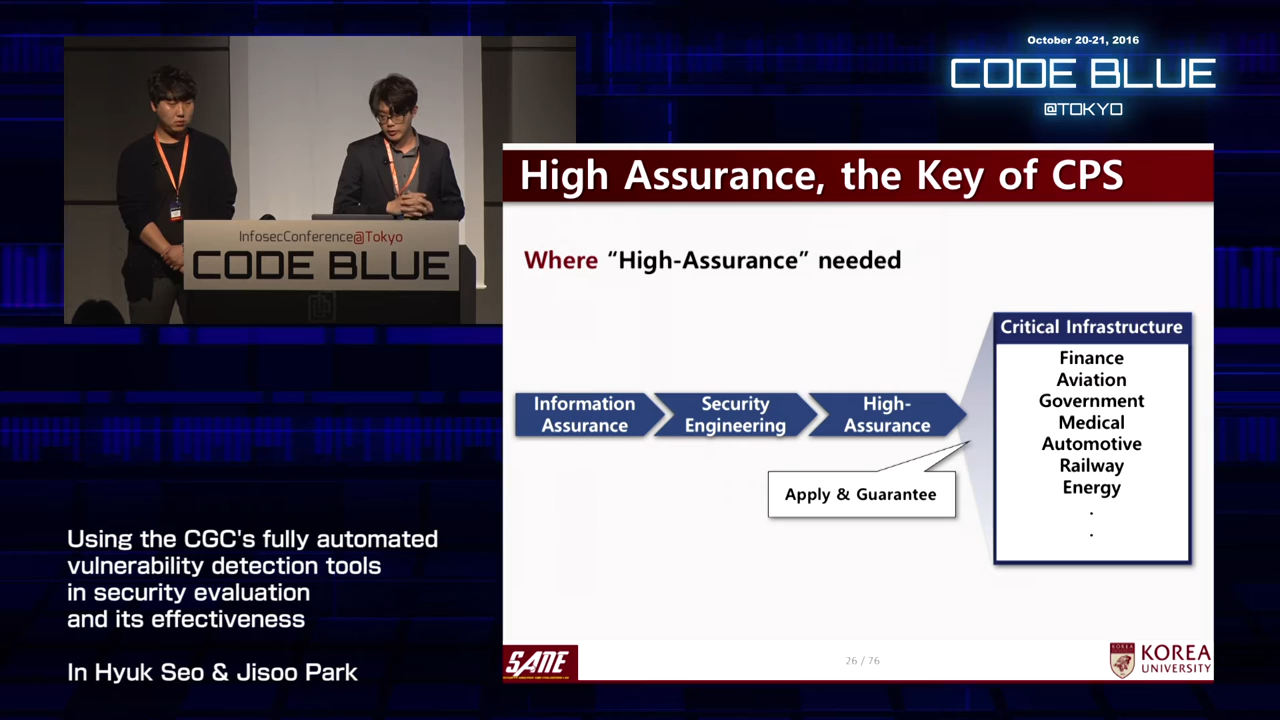 October 20-21, 2016
CODE BLUE
@TOKYO
InfosecConference@Tokyo
CODE BLUE
High Assurance, the Key of CPS
Where “High-Assurance” needed
Information
Assurance
Security
Engineering
High-
Assurance
Apply & Guarantee
Critical Infrastructure
Finance
Aviation
Government
Medical
Automotive
Railway
Energy
.
.
SANE
26 / 76
KOREA
UNIVERSITY
Using the CGC's fully automated
vulnerability detection tools
in security evaluation
and its effectiveness
In Hyuk Seo & Jisoo Park